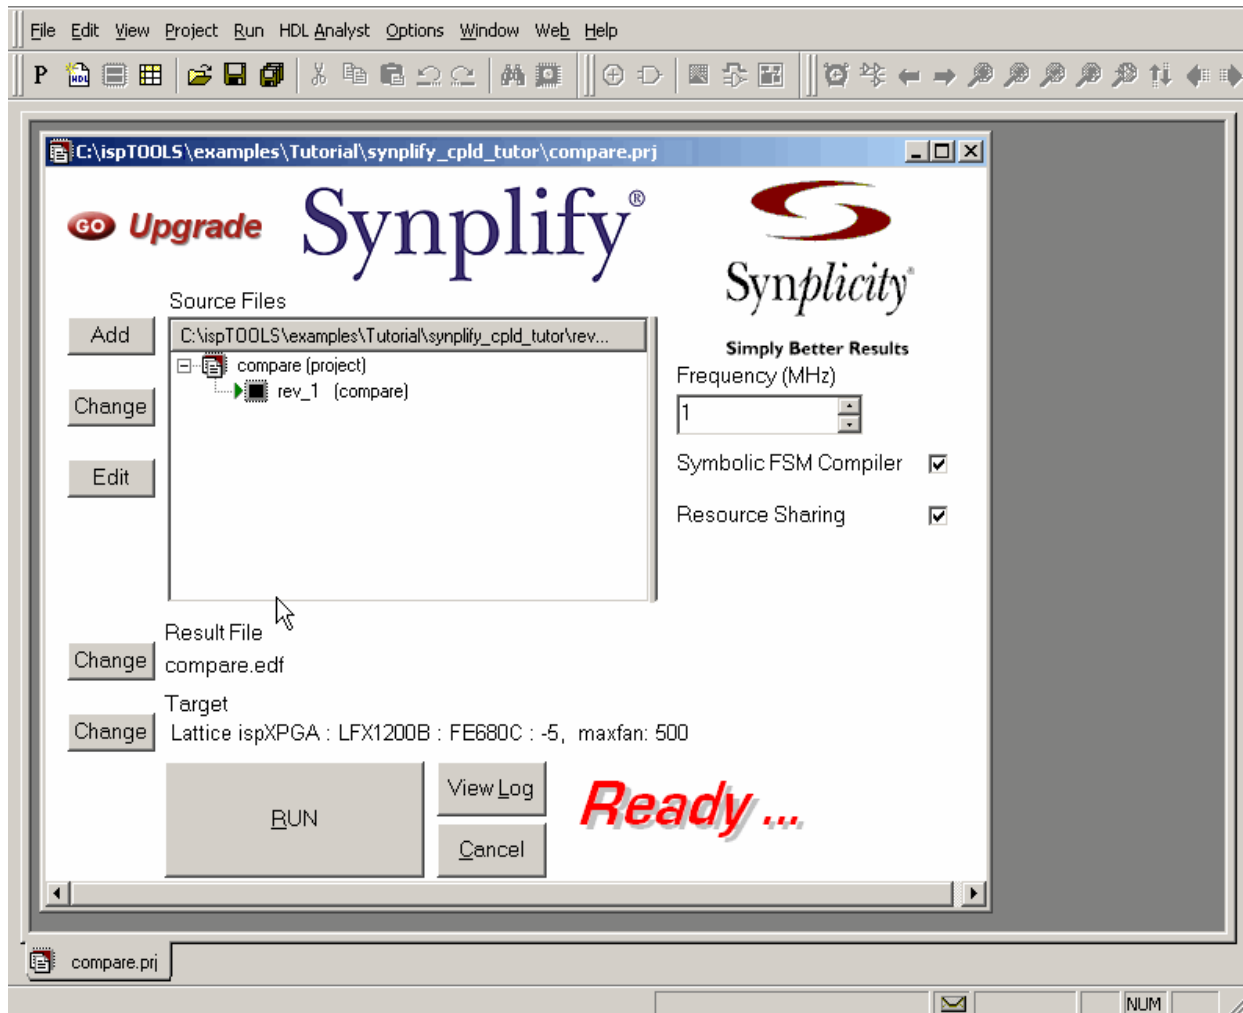 File Edit View Project Run HDL Analyst Options Window Web Help
P HDL
C:\ispTOOLS\examples\Tutorial\synplify_cpld_tutor\compare.prj
GO Upgrade Synplify®
Synplicity®
Simply Better Results
Source Files
Add
C:\ispTOOLS\examples\Tutorial\synplify_cpld_tutor\rev...
compare (project)
rev_1 (compare)
Change
Edit
Frequency (MHz)
1
Symbolic FSM Compiler
Resource Sharing
Result File
Change
compare.edf
Target
Change
Lattice ispXPGA : LFX1200B : FE680C : -5, maxfan: 500
RUN
View Log
Cancel
Ready ...
compare.prj
NUM